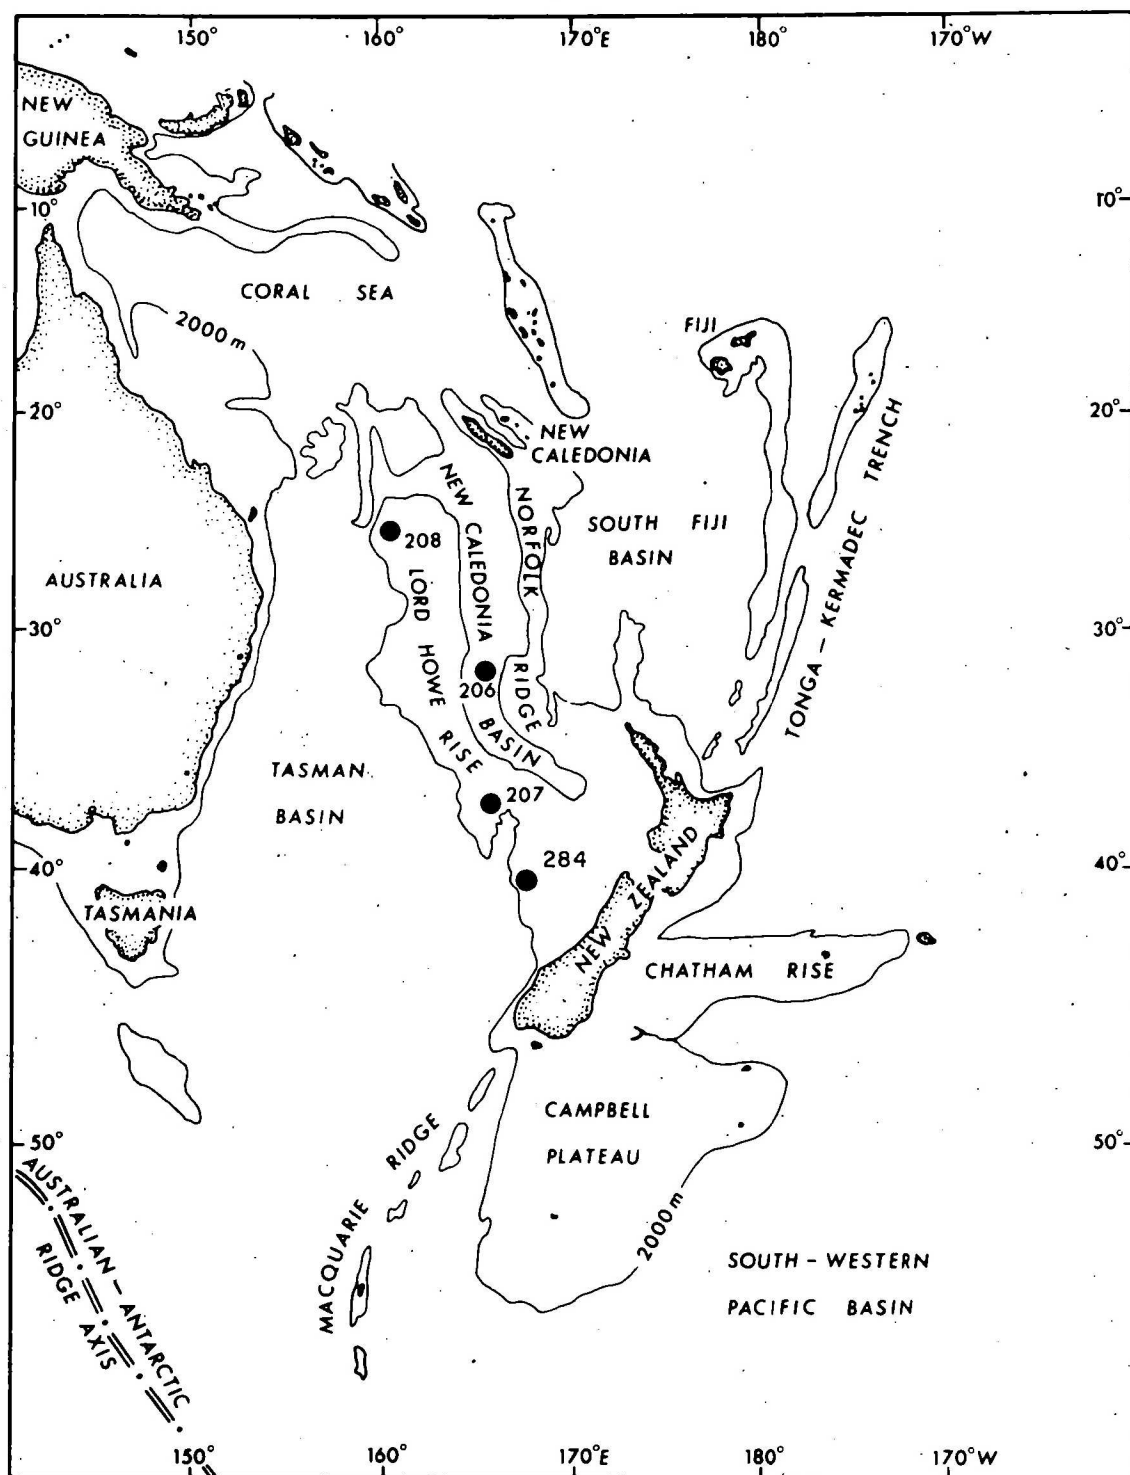 150° 160° 170°E 180° 170°W
NEW
GUINEA
10° 10°
CORAL SEA
2000m
FIJI
20° 20°
NEW
CALEDONIA
TONGA – KERMADEC TRENCH
NEW CALEDONIA BASIN
NORFOLK RIDGE
SOUTH FIJI
BASIN
208
LORD HOWE RISE
AUSTRALIA
30° 30°
206
TASMAN
BASIN
207
284
40° 40°
NEW ZEALAND
TASMANIA
CHATHAM RISE
CAMPBELL
PLATEAU
50° 50°
MACQUARIE RIDGE
2000m
AUSTRALIAN – ANTARCTIC
RIDGE AXIS
SOUTH – WESTERN
PACIFIC BASIN
150° 160° 170°E 180° 170°W